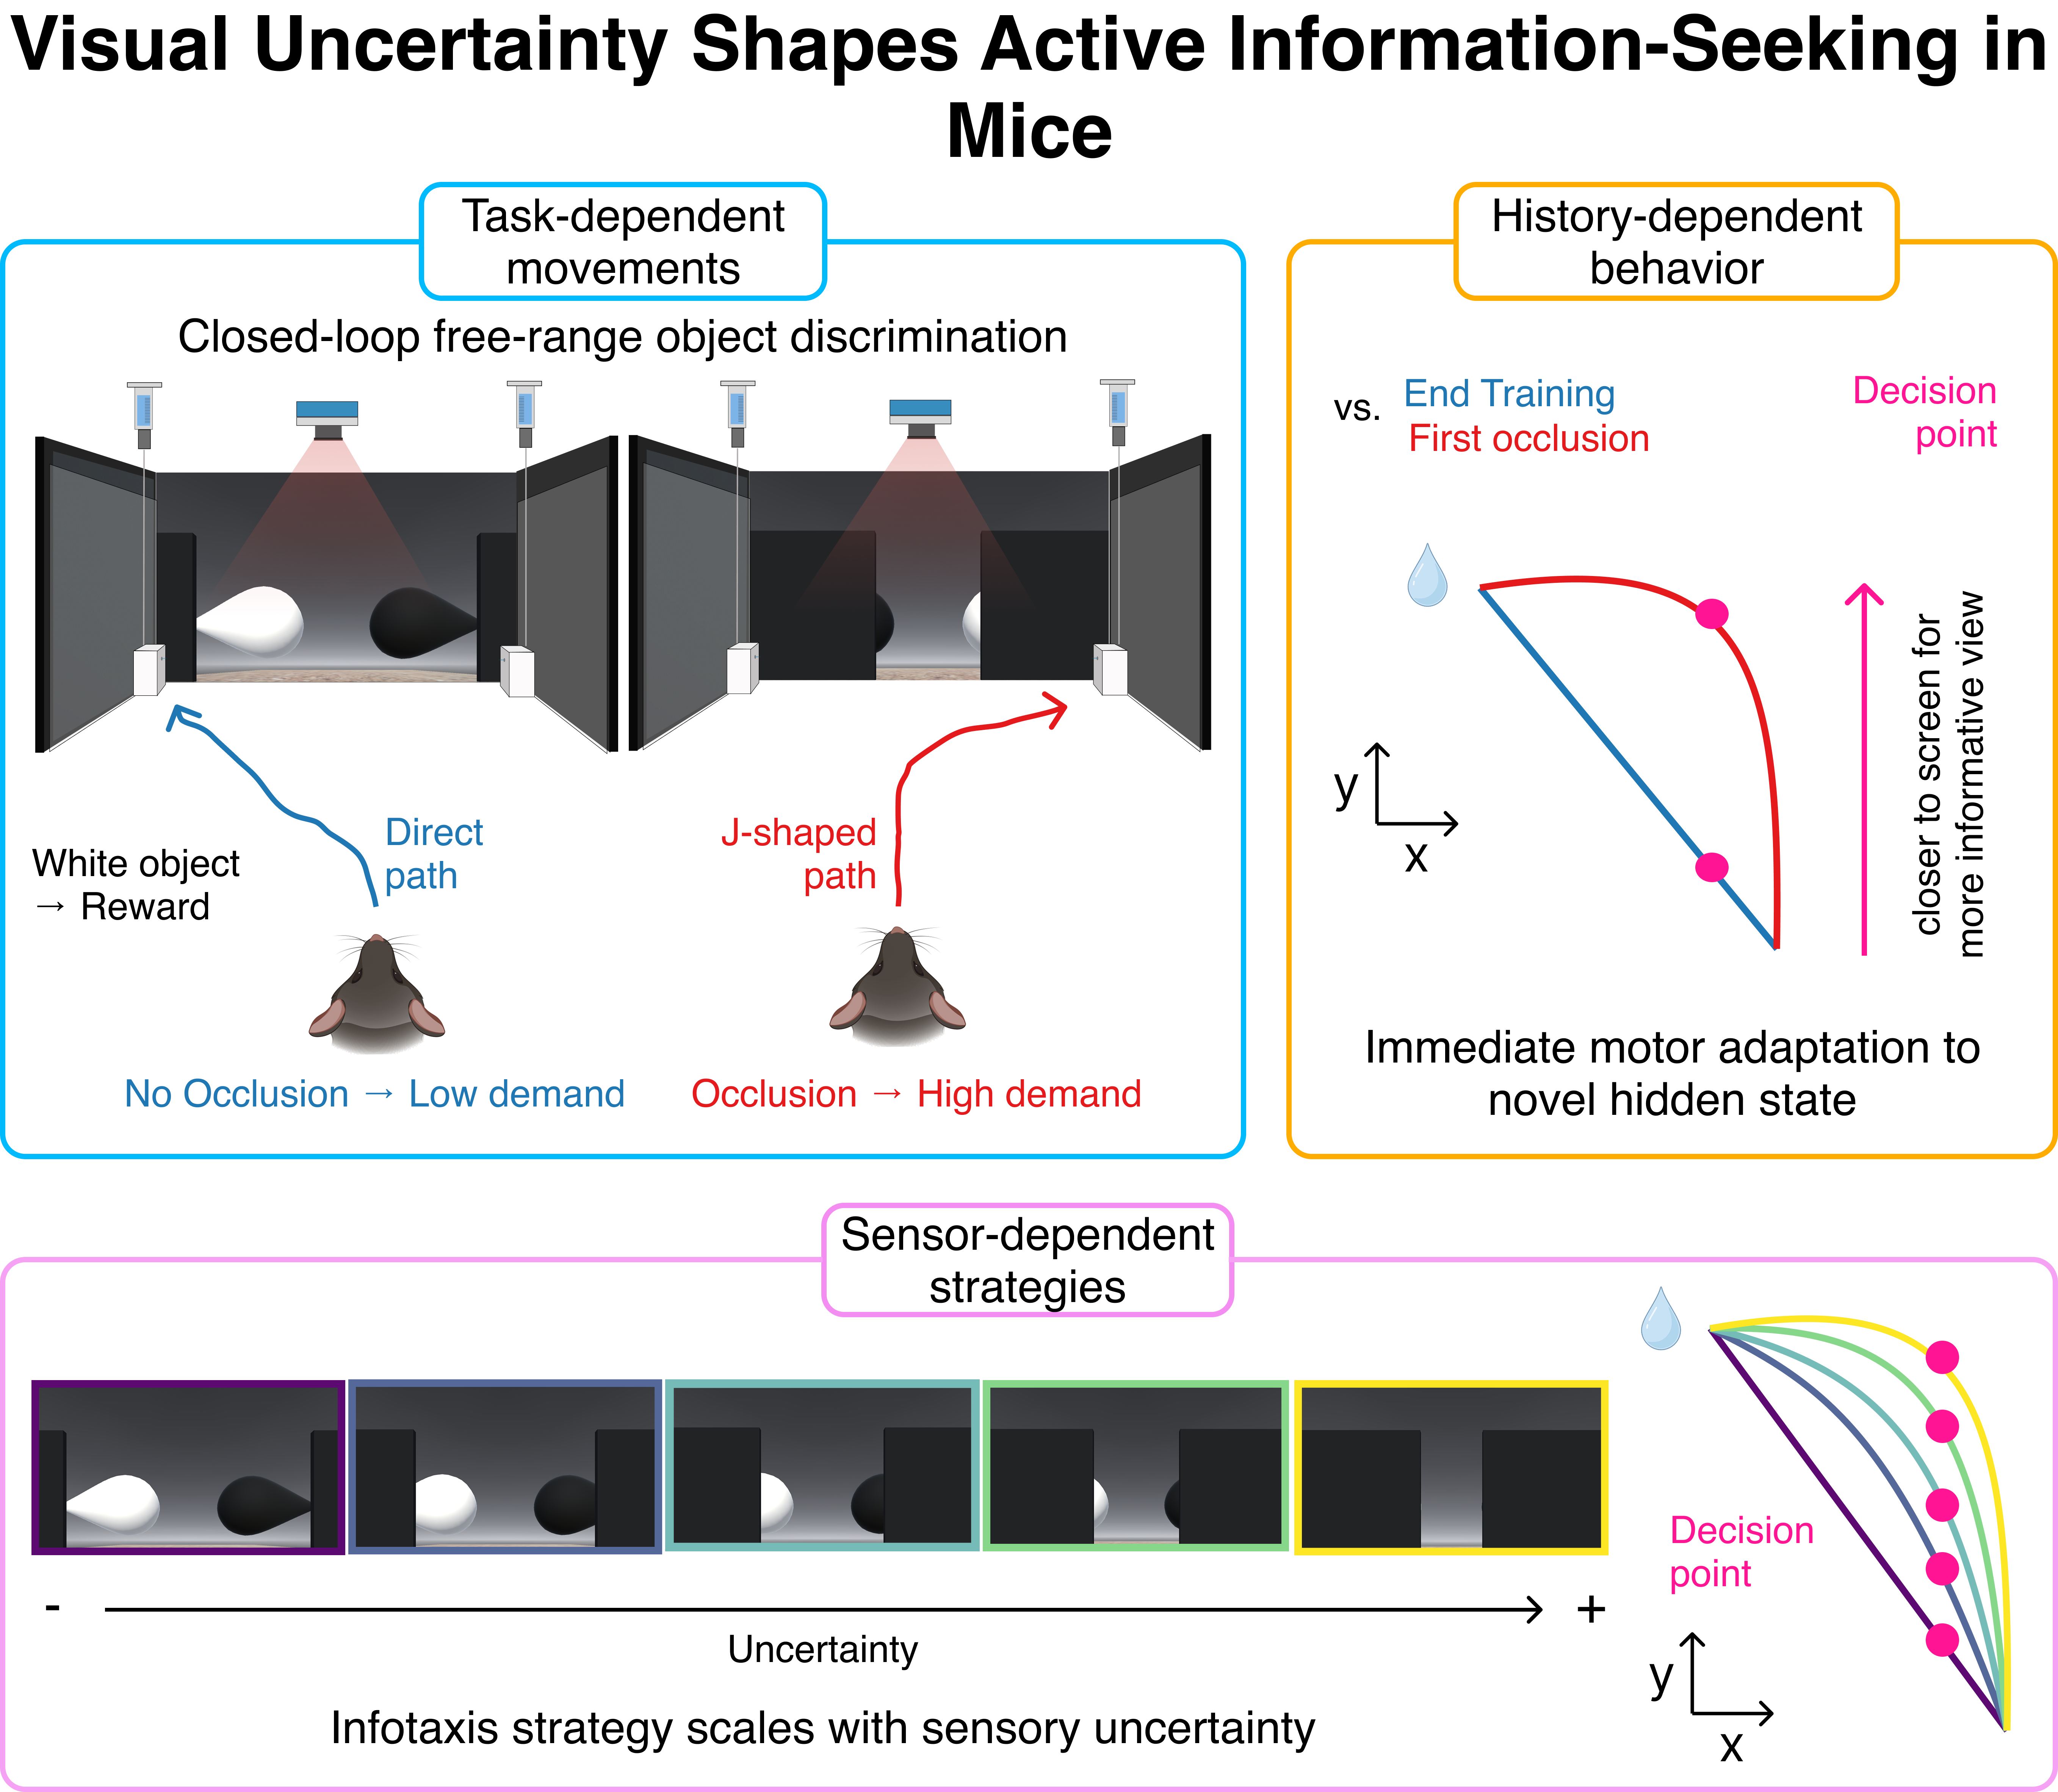 Visual Uncertainty Shapes Active Information-Seeking in
Mice
Task-dependent
movements
Closed-loop free-range object discrimination
Direct
path
J-shaped
path
White object
→ Reward
No Occlusion → Low demand
Occlusion → High demand
History-dependent
behavior
vs.
End Training
First occlusion
Decision
point
y
x
closer to screen for
more informative view
Immediate motor adaptation to
novel hidden state
Sensor-dependent
strategies
-
+
Uncertainty
Infotaxis strategy scales with sensory uncertainty
Decision
point
y
x